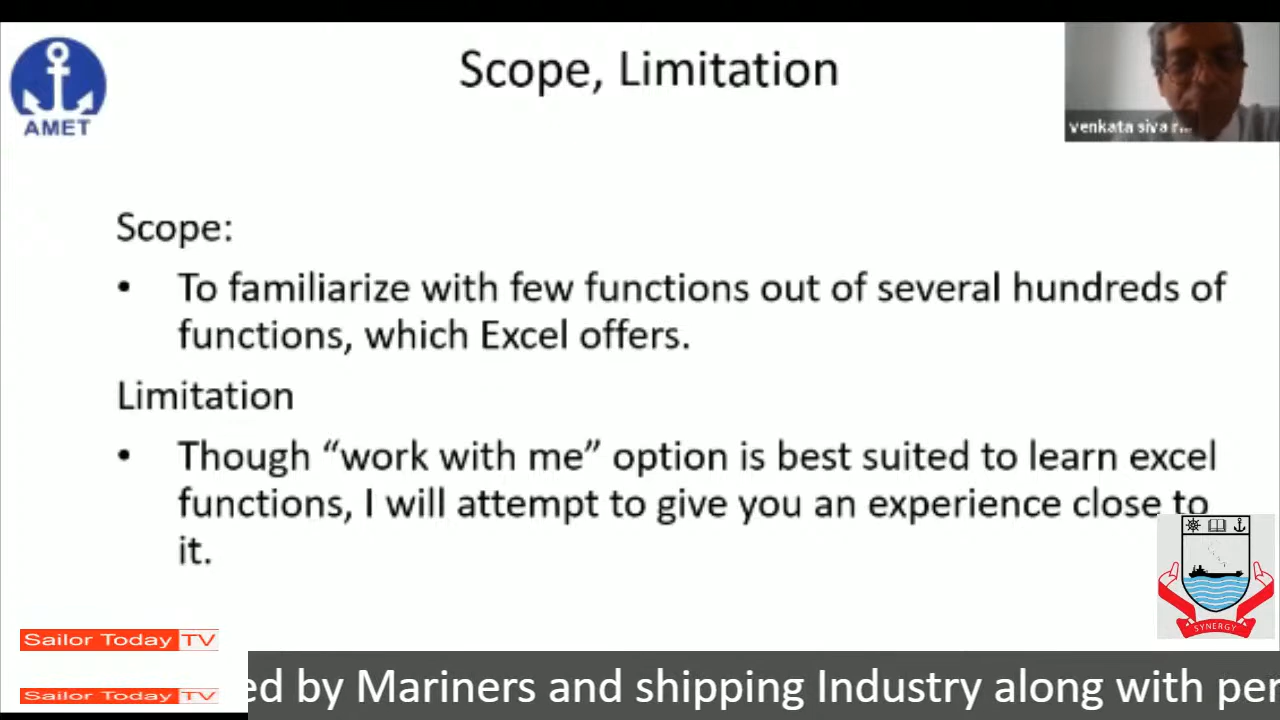 Scope, Limitation
AMET
venkata siva r...
Scope:
• To familiarize with few functions out of several hundreds of
functions, which Excel offers.
Limitation
• Though “work with me” option is best suited to learn excel
functions, I will attempt to give you an experience close to
it.
SYNERGY
Sailor Today TV
Sailor Today TV
ed by Mariners and shipping Industry along with per